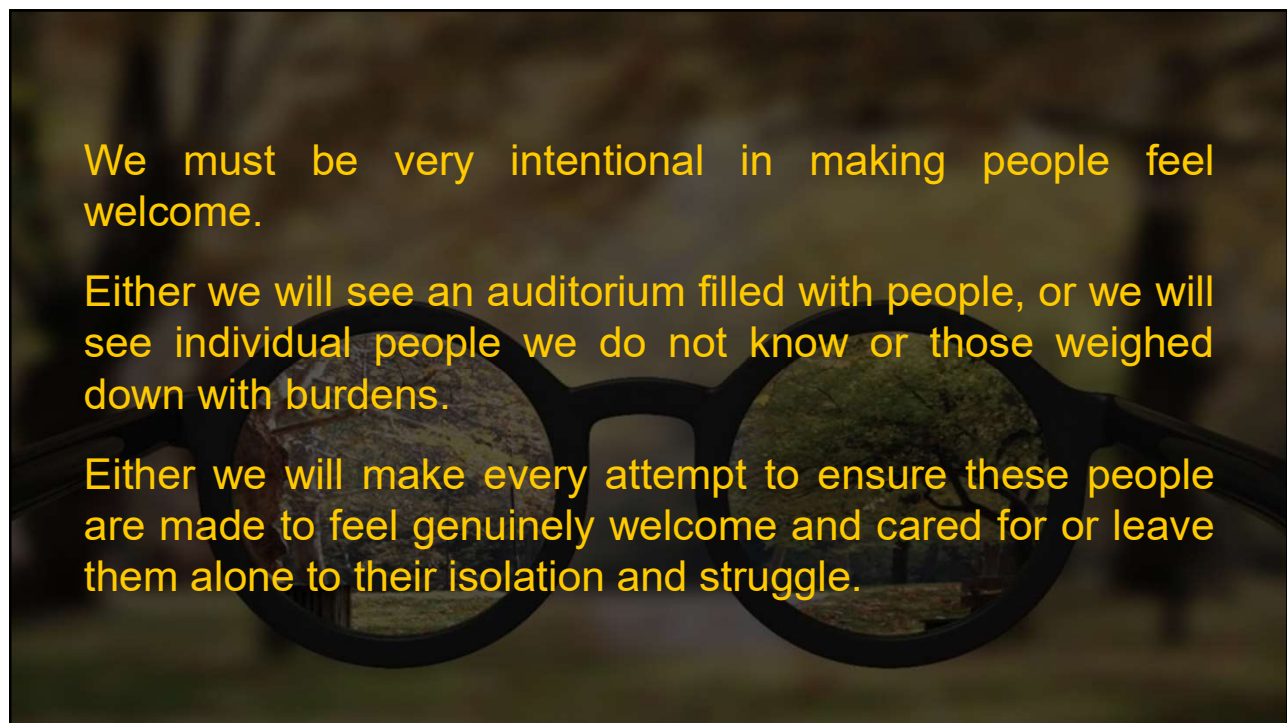 We must be very intentional in making people feel
welcome.
Either we will see an auditorium filled with people, or we will
see individual people we do not know or those weighed
down with burdens.
Either we will make every attempt to ensure these people
are made to feel genuinely welcome and cared for or leave
them alone to their isolation and struggle.